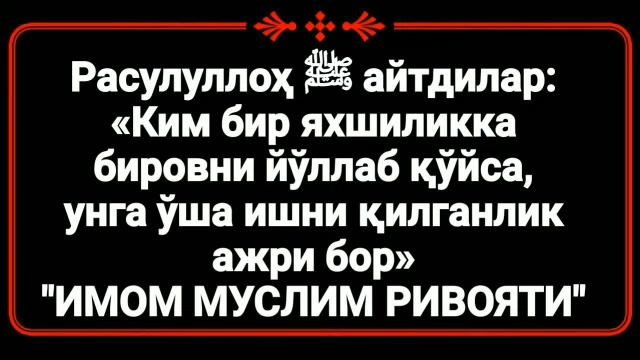 Расулуллоҳ ﷺ айтдилар:
«Ким бир яхшиликка
бировни йўллаб қўйса,
унга ўша ишни қилганлик
ажри бор»
"ИМОМ МУСЛИМ РИВОЯТИ"